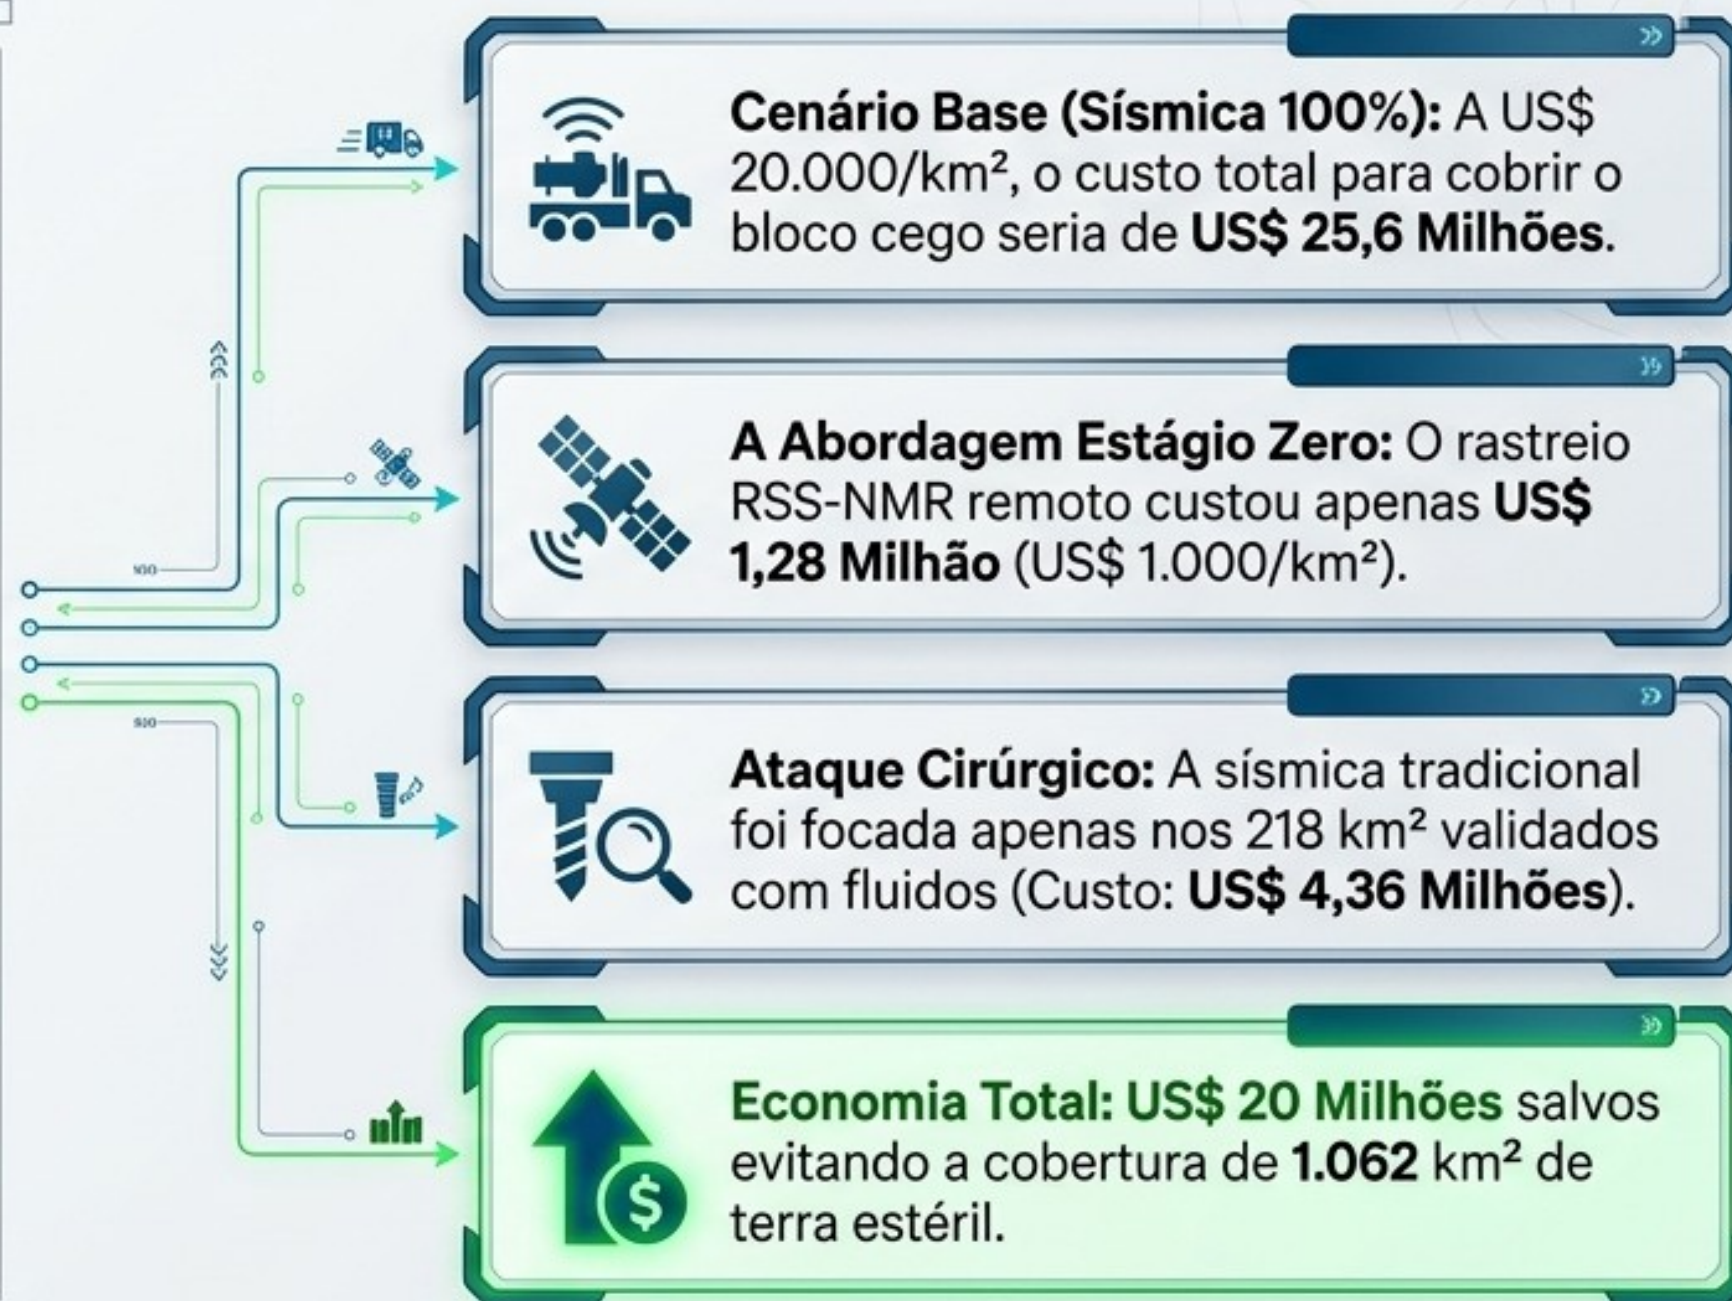 Cenário Base (Sísmica 100%): A US$
20.000/km², o custo total para cobrir o
bloco cego seria de US$ 25,6 Milhões.
A Abordagem Estágio Zero: O rastreio
RSS-NMR remoto custou apenas US$
1,28 Milhão (US$ 1.000/km²).
Ataque Cirúrgico: A sísmica tradicional
foi focada apenas nos 218 km² validados
com fluidos (Custo: US$ 4,36 Milhões).
Economia Total: US$ 20 Milhões salvos
evitando a cobertura de 1.062 km² de
terra estéril.